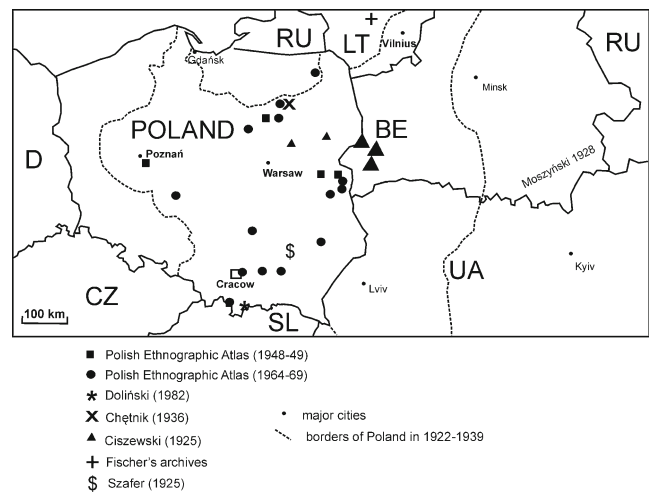 RU
LT
Vilnius
RU
Gdańsk
Minsk
POLAND
BE
D
Poznań
Warsaw
Moszyński 1928
$
UA
Kyiv
Cracow
Lviv
CZ
SL
100 km
Polish Ethnographic Atlas (1948-49)
Polish Ethnographic Atlas (1964-69)
Doliński (1982)
Chętnik (1936)
major cities
Ciszewski (1925)
borders of Poland in 1922-1939
Fischer's archives
$ Szafer (1925)